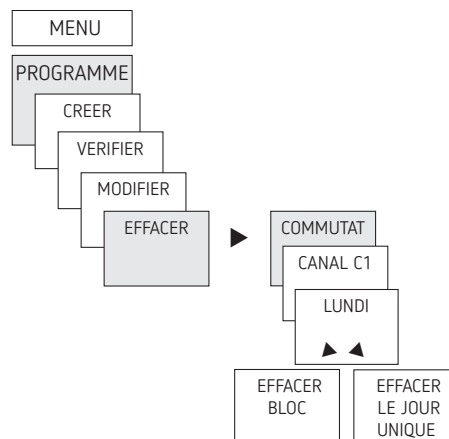 MENU
PROGRAMME
CREER
VERIFIER
MODIFIER
EFFACER
COMMUTAT
CANAL C1
LUNDI
EFFACER
BLOC
EFFACER
LE JOUR
UNIQUE